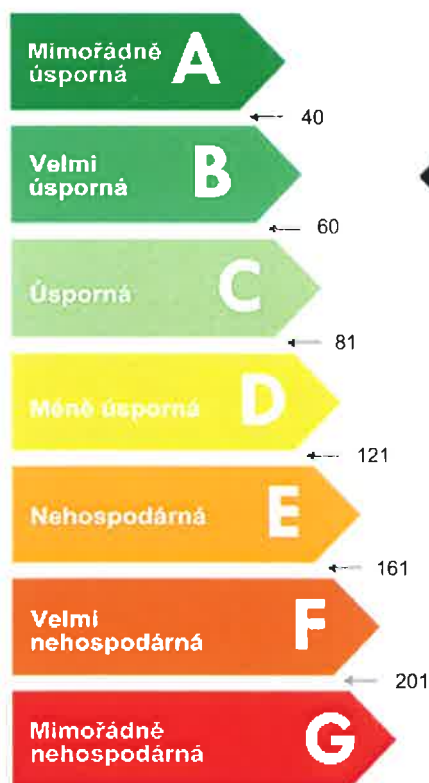 Mimořádně
úsporná A
40
Velmi
úsporná B
60
Úsporná C
81
Méně úsporná D
121
Nehospodárná E
161
Velmi
nehospodárná F
201
Mimořádně
nehospodárná G